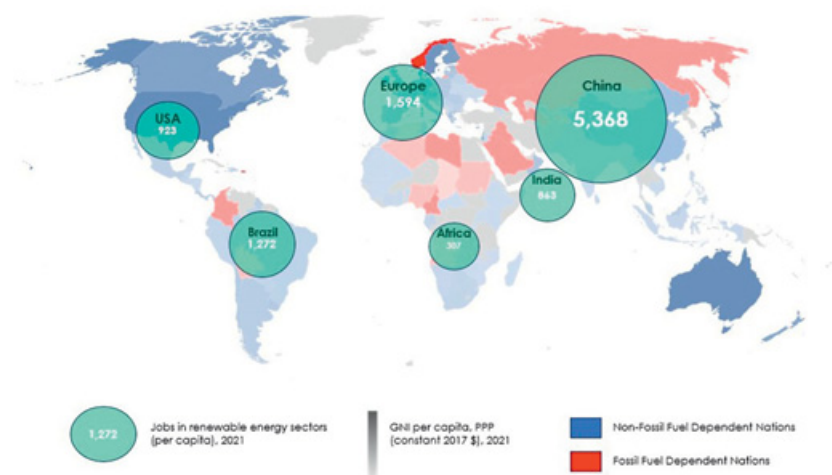 USA
923
Europe
1,594
China
5,368
India
863
Brazil
1,272
Africa
307
1,272
Jobs in renewable energy sectors
(per capita), 2021
GNI per capita, PPP
(constant 2017 $), 2021
Non-Fossil Fuel Dependent Nations
Fossil Fuel Dependent Nations